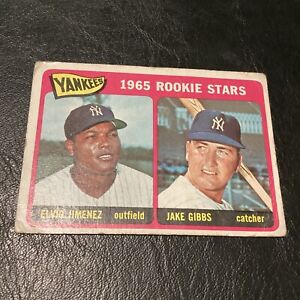 YANKEES
1965 ROOKIE STARS
ELVIO JIMENEZ outfield
JAKE GIBBS catcher